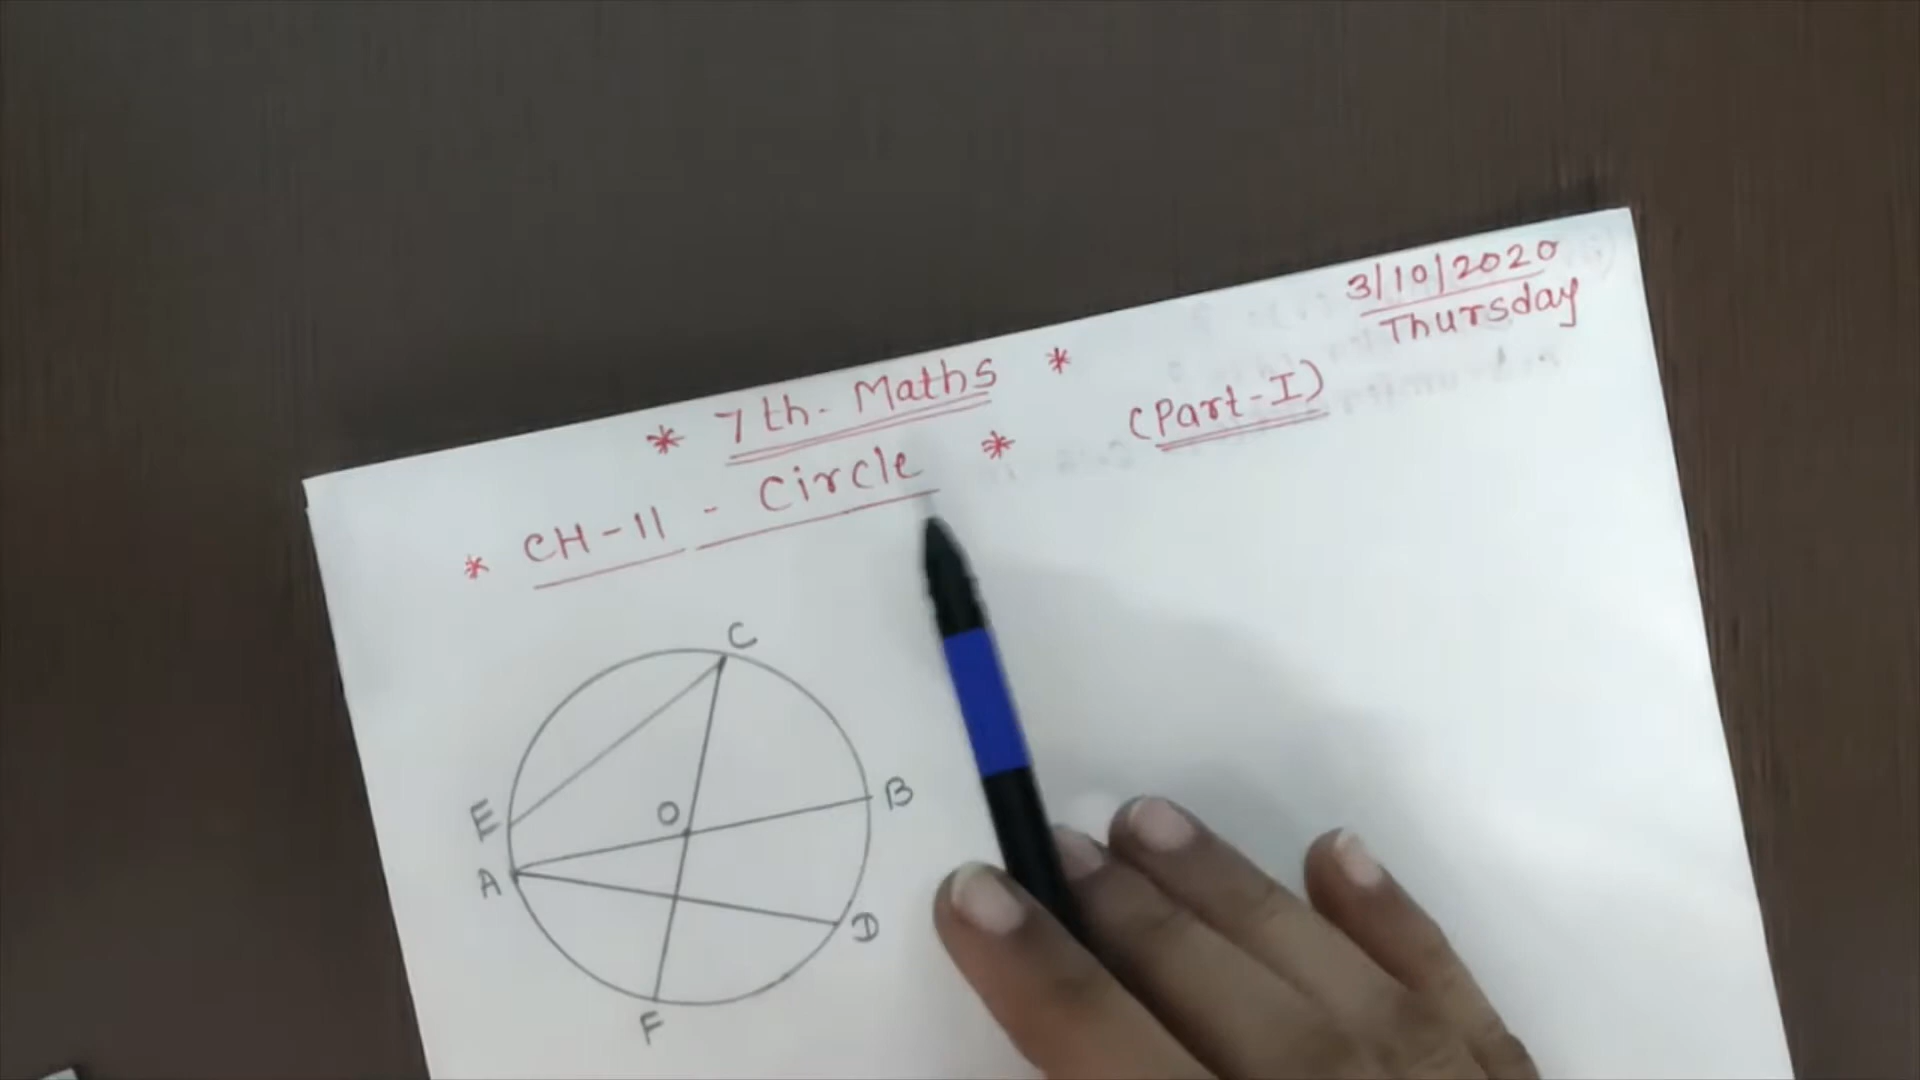 3/10/2020
Thursday
* 7th - Maths *
(Part-I)
* CH-11 - Circle *
C
E
O
B
A
D
F